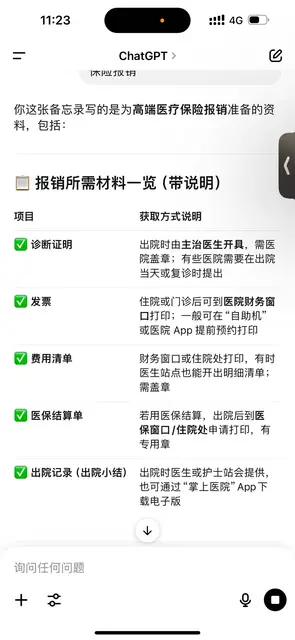 11:23
4G
ChatGPT >
保险报销
你这张备忘录写的是为高端医疗保险报销准备的资
料，包括：
报销所需材料一览（带说明）
项目
获取方式说明
诊断证明
出院时由主治医生开具，需医
院盖章；有些医院需要在出院
当天或复诊时提出
发票
住院或门诊后可到医院财务窗
口打印；一般可在“自助机”
或医院 App 提前预约打印
费用清单
财务窗口或住院处打印，有时
医生站点也能开出明细清单；
需盖章
医保结算单
若用医保结算，出院后到医
保窗口/住院处申请打印，有
专用章
出院记录（出院小结）
出院时医生或护士站会提供，
也可通过“掌上医院”App 下
载电子版
询问任何问题